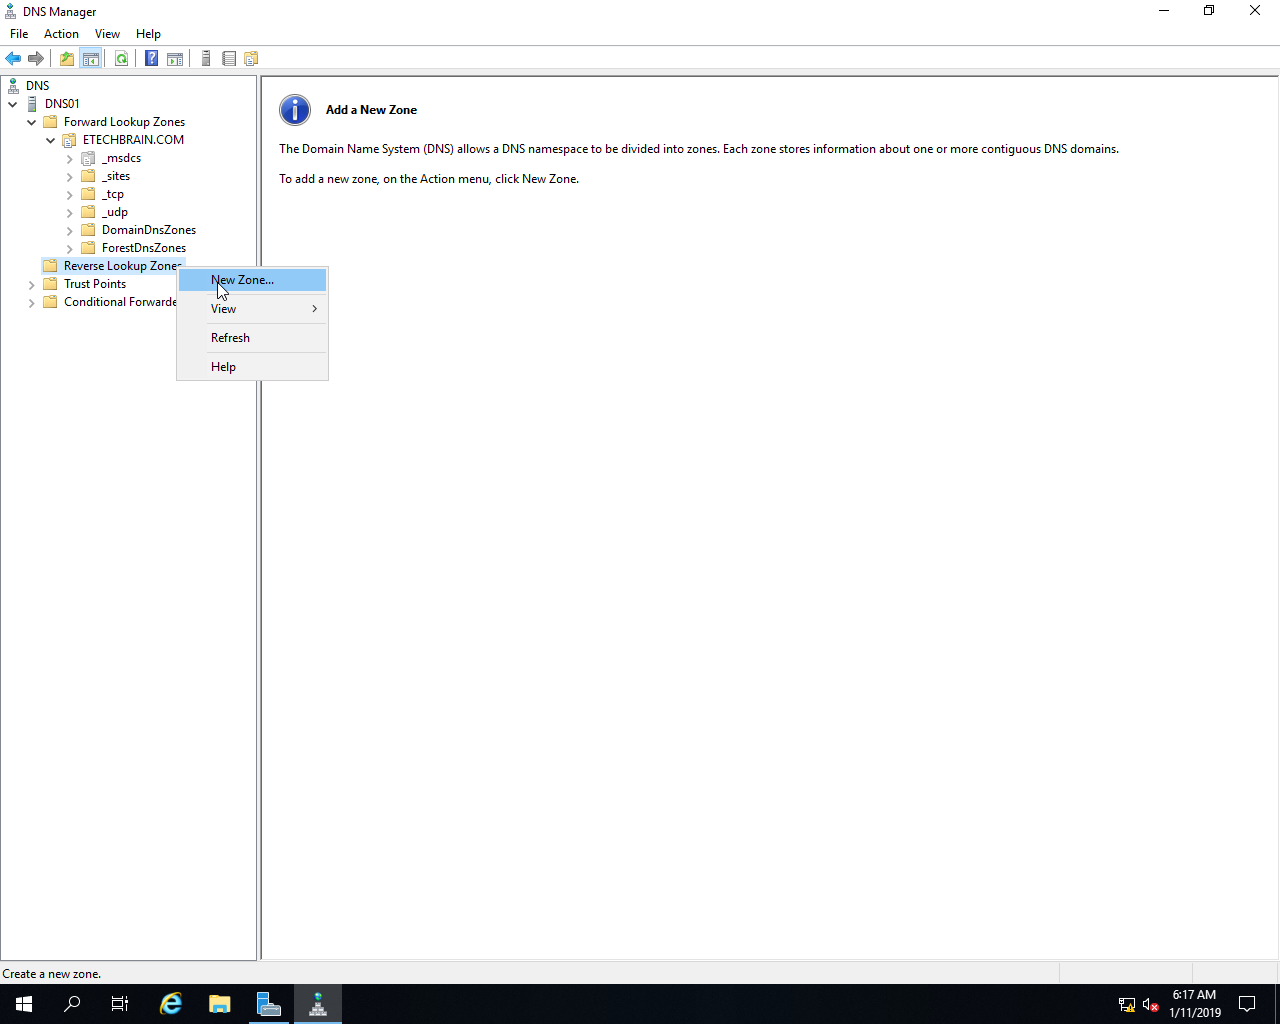 DNS Manager
File Action View Help
DNS
DNS01
Forward Lookup Zones
ETECHBRAIN.COM
_msdcs
_sites
_tcp
_udp
DomainDnsZones
ForestDnsZones
Reverse Lookup Zones
Trust Points
Conditional Forwarde
New Zone...
View
Refresh
Help
Add a New Zone
The Domain Name System (DNS) allows a DNS namespace to be divided into zones. Each zone stores information about one or more contiguous DNS domains.
To add a new zone, on the Action menu, click New Zone.
Create a new zone.
6:17 AM
1/11/2019